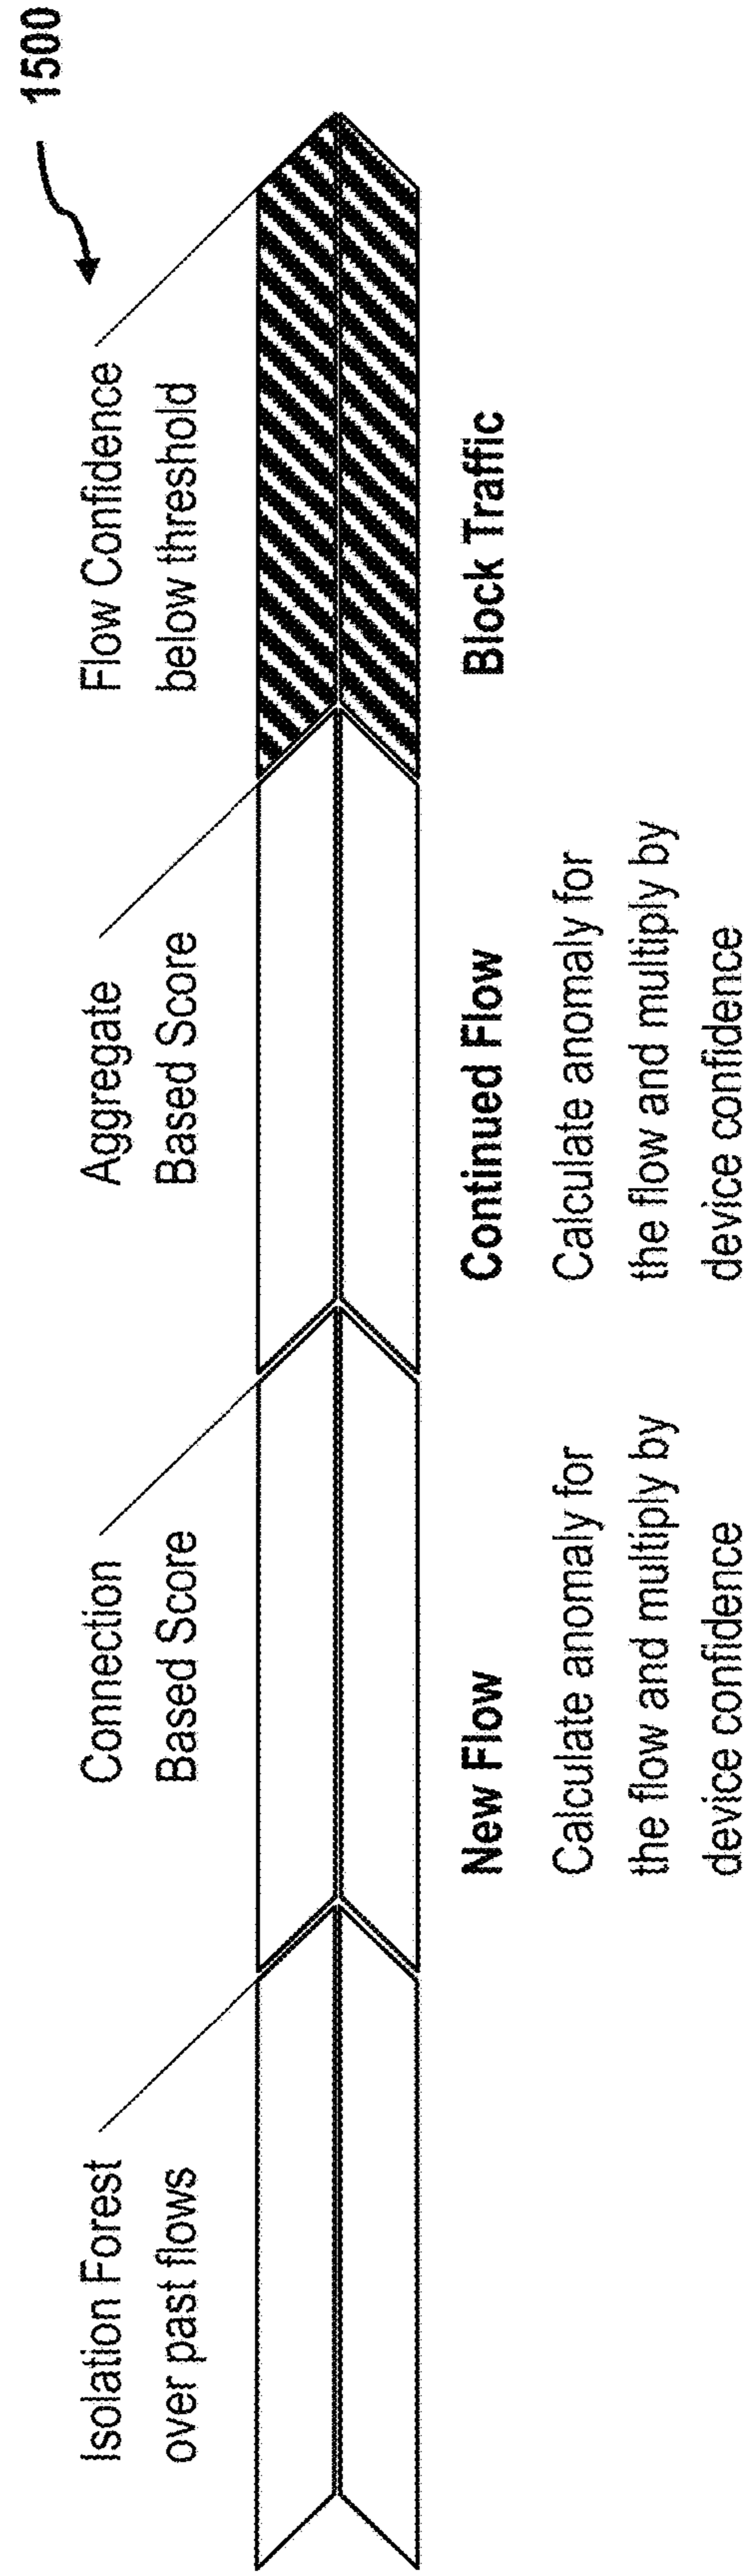 1500
Isolation Forest
over past flows
Connection
Based Score
Aggregate
Based Score
Flow Confidence
below threshold
New Flow
Calculate anomaly for
the flow and multiply by
device confidence
Continued Flow
Calculate anomaly for
the flow and multiply by
device confidence
Block Traffic